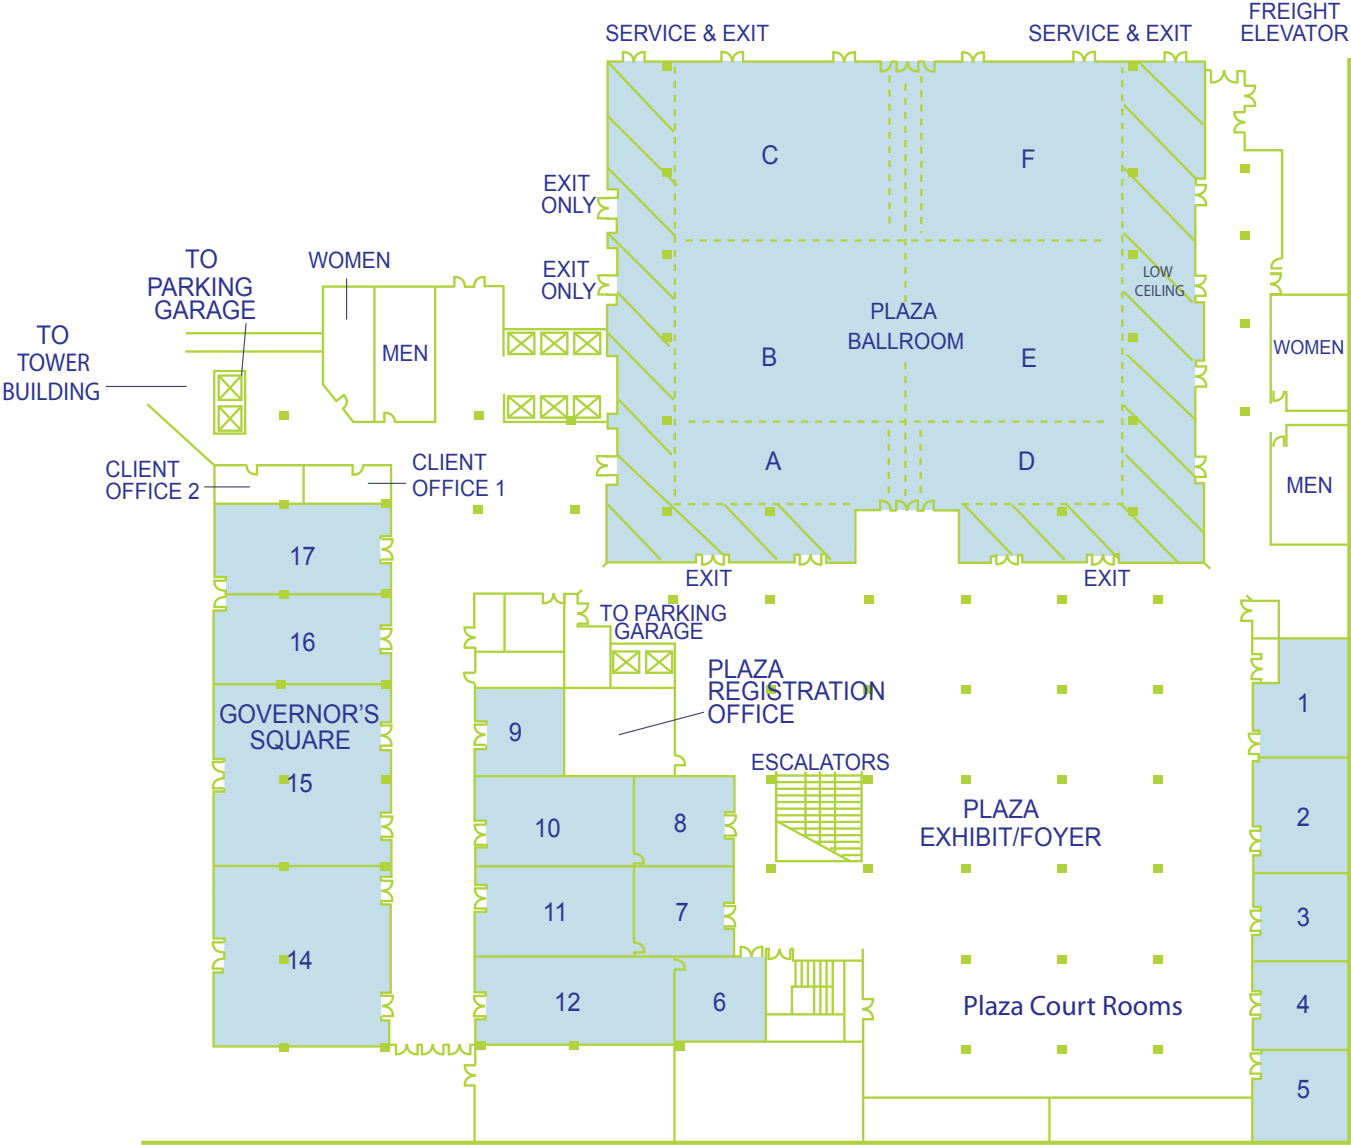 FREIGHT
ELEVATOR
SERVICE & EXIT
SERVICE & EXIT
C
F
EXIT
ONLY
EXIT
ONLY
LOW
CEILING
PLAZA
BALLROOM
B
E
A
D
EXIT
EXIT
WOMEN
MEN
TO
PARKING
GARAGE
WOMEN
MEN
TO
TOWER
BUILDING
CLIENT
OFFICE 2
CLIENT
OFFICE 1
17
16
GOVERNOR'S
SQUARE
15
14
TO PARKING
GARAGE
PLAZA
REGISTRATION
OFFICE
9
10
8
11
7
12
6
ESCALATORS
PLAZA
EXHIBIT/FOYER
Plaza Court Rooms
1
2
3
4
5